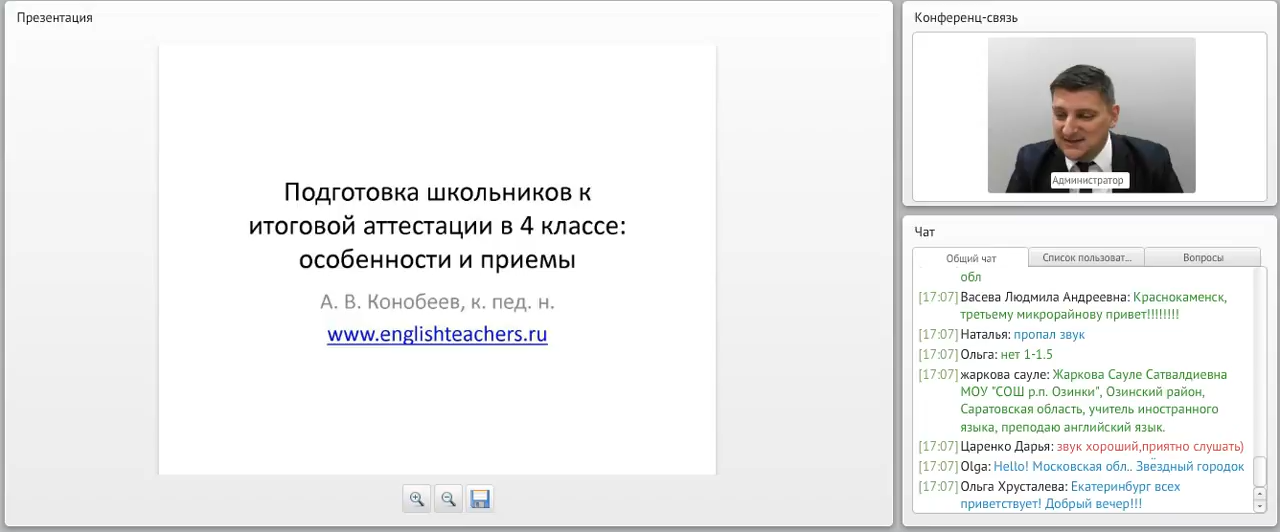 Презентация
Подготовка школьников к
итоговой аттестации в 4 классе:
особенности и приемы
А. В. Конобеев, к. пед. н.
www.englishteachers.ru
Конференц-связь
Администратор
Чат
Общий чат
Список пользоват...
Вопросы
обл
[17:07] Васева Людмила Андреевна: Краснокаменск,
третьему микрорайнову привет!!!!!!!!
[17:07] Наталья: пропал звук
[17:07] Ольга: нет 1-1.5
[17:07] жаркова сауле: Жаркова Сауле Сатвалдиевна
МОУ "СОШ р.п. Озинки", Озинский район,
Саратовская область, учитель иностранного
языка, преподаю английский язык.
[17:07] Царенко Дарья: звук хороший,приятно слушать)
[17:07] Olga: Hello! Московская обл.. Звёздный городок
[17:07] Ольга Хрусталева: Екатеринбург всех
приветствует! Добрый вечер!!!